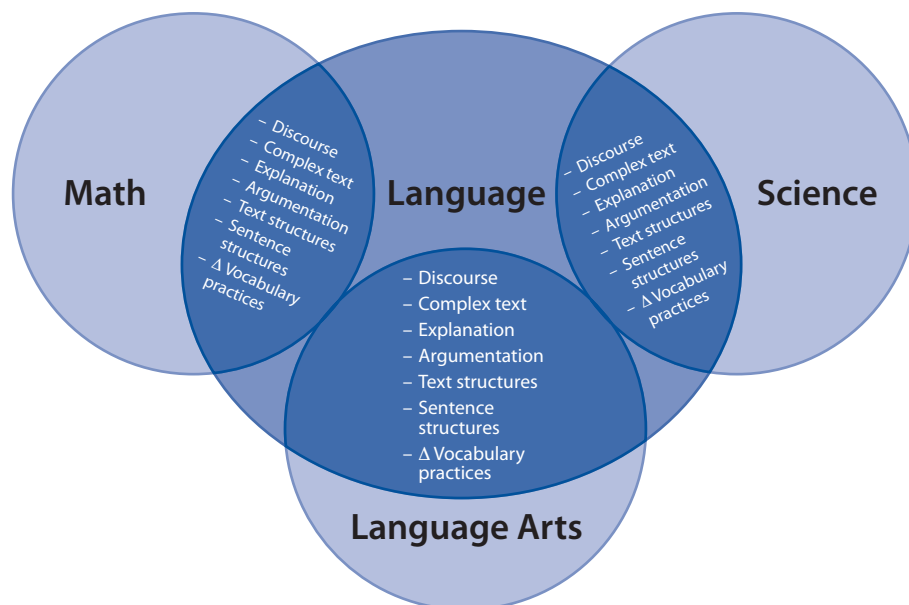 Math
– Discourse
– Complex text
– Explanation
– Argumentation
– Text structures
– Sentence
structures
– Δ Vocabulary
practices
Language
– Discourse
– Complex text
– Explanation
– Argumentation
– Text structures
– Sentence
structures
– Δ Vocabulary
practices
Science
– Discourse
– Complex text
– Explanation
– Argumentation
– Text structures
– Sentence
structures
– Δ Vocabulary
practices
Language Arts